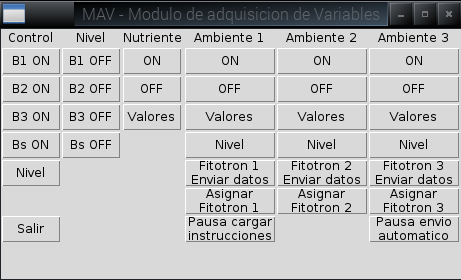 MAV - Modulo de adquisicion de Variables
Control Nivel Nutriente Ambiente 1 Ambiente 2 Ambiente 3
B1 ON B1 OFF ON ON ON ON
B2 ON B2 OFF OFF OFF OFF OFF
B3 ON B3 OFF Valores Valores Valores Valores
Bs ON Bs OFF Nivel Nivel Nivel
Nivel Fitotron 1 Fitotron 2 Fitotron 3
Enviar datos Enviar datos Enviar datos
Asignar Asignar Asignar
Fitotron 1 Fitotron 2 Fitotron 3
Salir Pausa cargar Pausa envio
instrucciones automatico